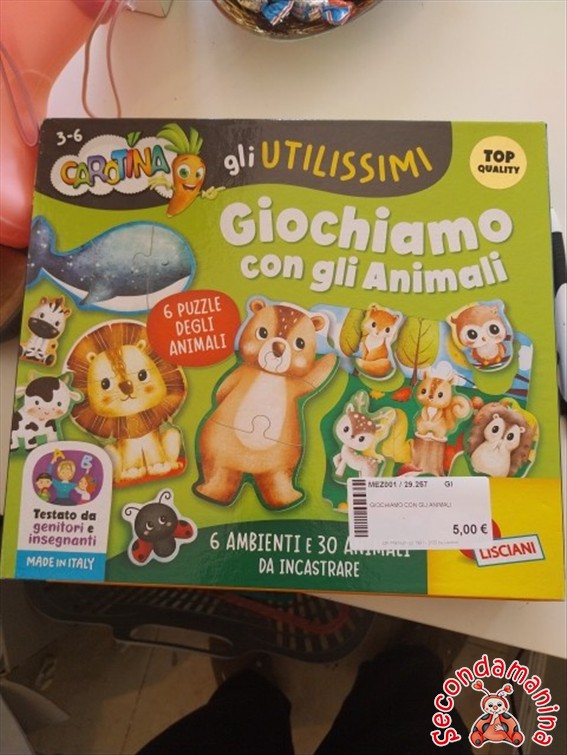 3-6
CAROTINA
gli UTILISSIMI
TOP
QUALITY
Giochiamo
con gli Animali
6 PUZZLE
DEGLI
ANIMALI
A B
Testato da
genitori e
insegnanti
MADE IN ITALY
MEZ001 / 29.257 GI
GIOCHIAMO CON GLI ANIMALI
5,00 €
6 AMBIENTI E 30 ANIMALI
DA INCASTRARE
LISCIANI
Secondamanina